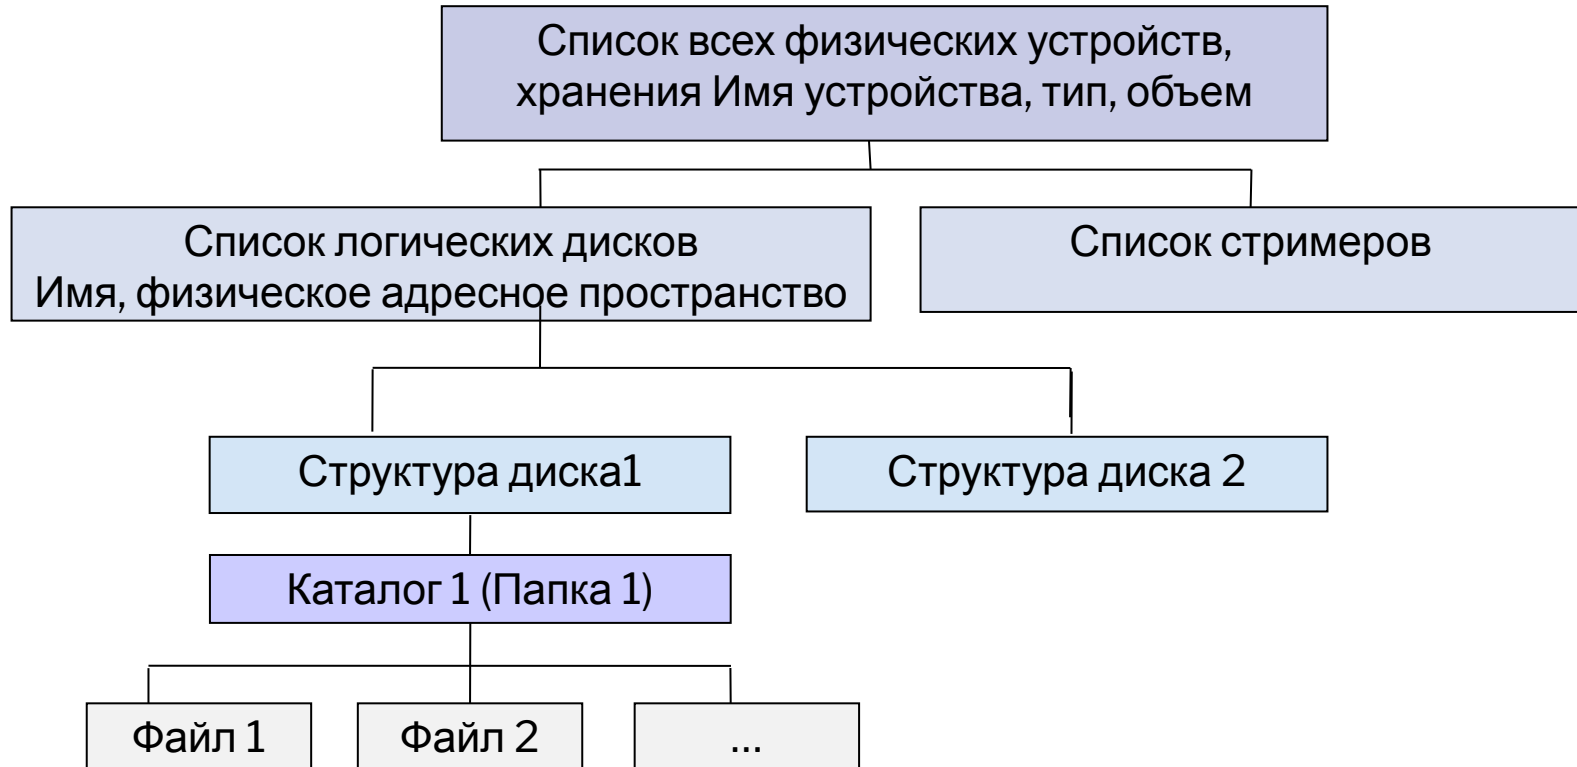 Список всех физических устройств,
хранения Имя устройства, тип, объем
Список логических дисков
Имя, физическое адресное пространство
Список стримеров
Структура диска1
Структура диска 2
Каталог 1 (Папка 1)
Файл 1
Файл 2
...